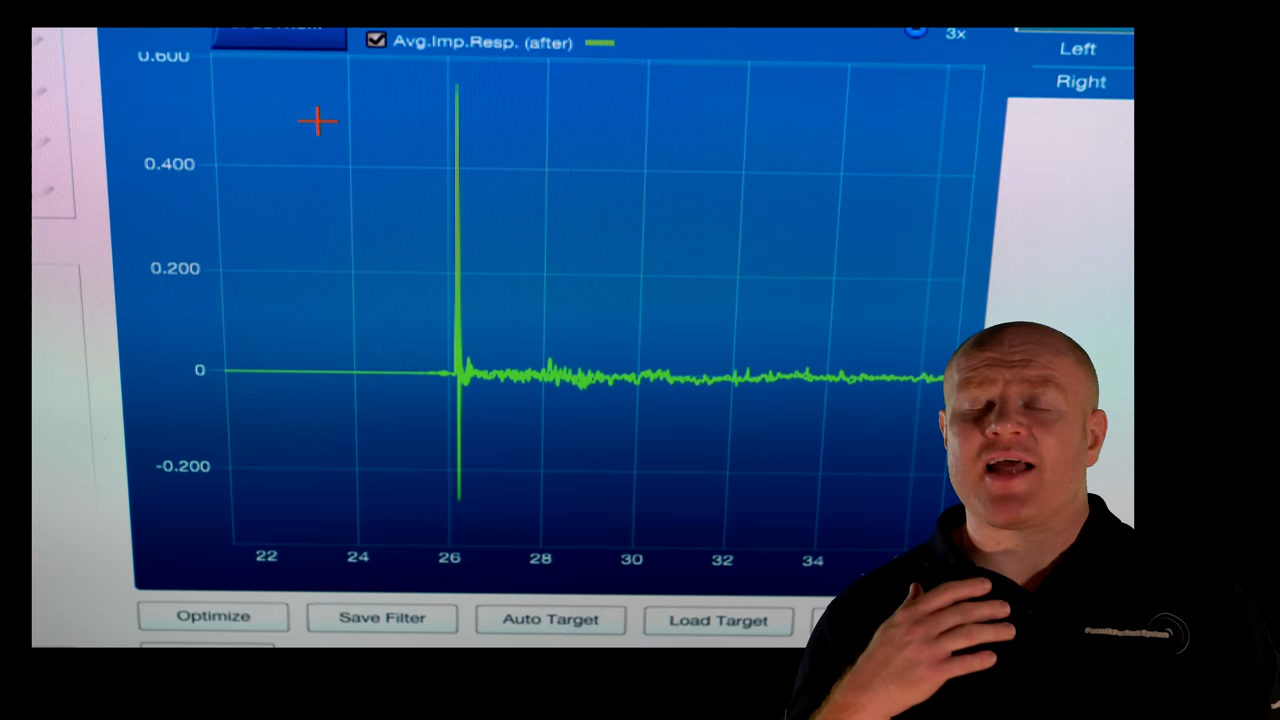 Avg.Imp.Resp. (after)
3x
Left
Right
0.600
0.400
0.200
0
-0.200
22 24 26 28 30 32 34
Optimize Save Filter Auto Target Load Target